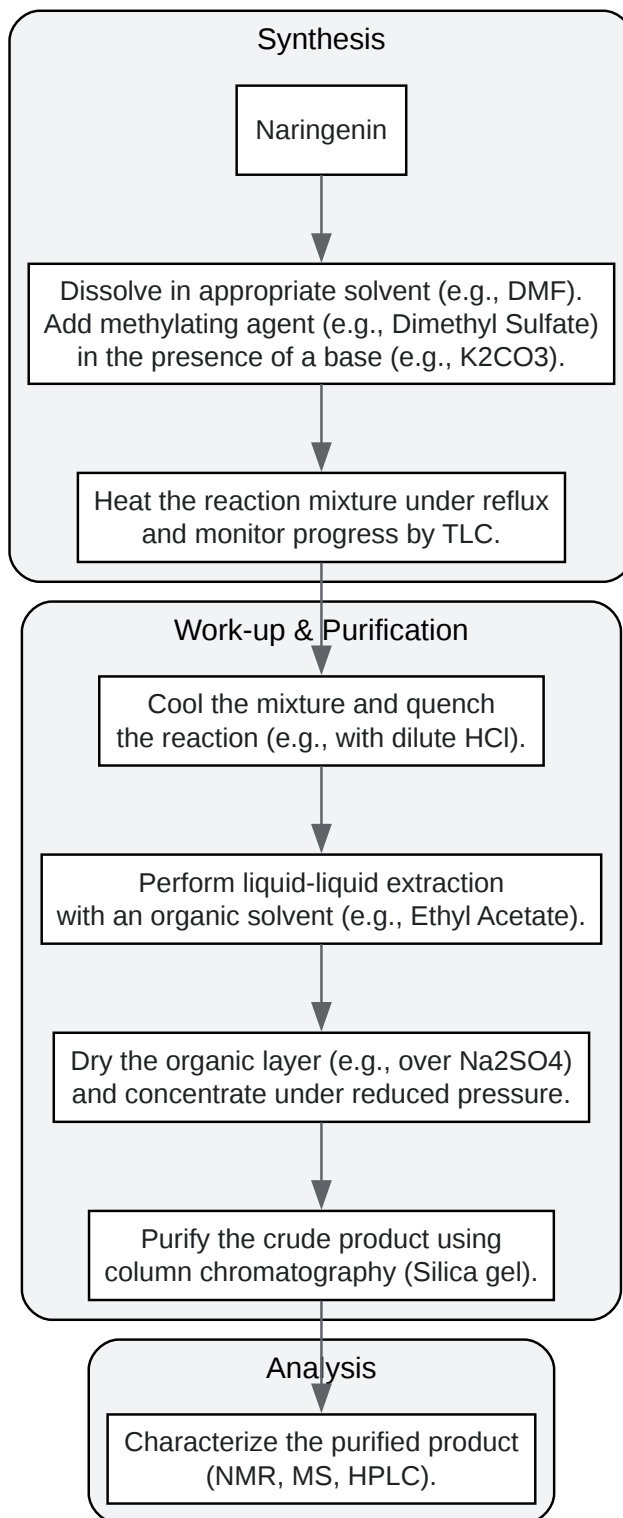 Synthesis
Naringenin
Dissolve in appropriate solvent (e.g., DMF).
Add methylating agent (e.g., Dimethyl Sulfate)
in the presence of a base (e.g., K2CO3).
Heat the reaction mixture under reflux
and monitor progress by TLC.
Work-up & Purification
Cool the mixture and quench
the reaction (e.g., with dilute HCl).
Perform liquid-liquid extraction
with an organic solvent (e.g., Ethyl Acetate).
Dry the organic layer (e.g., over Na2SO4)
and concentrate under reduced pressure.
Purify the crude product using
column chromatography (Silica gel).
Analysis
Characterize the purified product
(NMR, MS, HPLC).